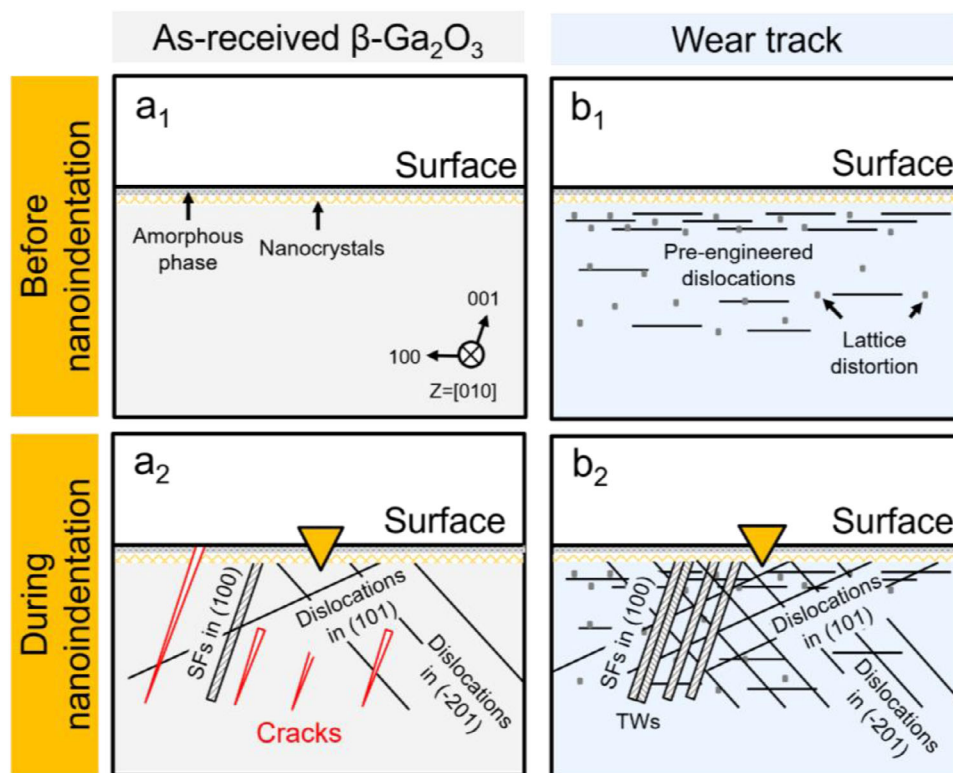 As-received β-Ga₂O₃
Wear track
Before
nanoindentation
a₁
Surface
Amorphous
phase
Nanocrystals
001
100
Z=[010]
b₁
Surface
Pre-engineered
dislocations
Lattice
distortion
During
nanoindentation
a₂
Surface
SFs in (100)
Dislocations
in (101)
Dislocations
in (-201)
Cracks
b₂
Surface
SFs in (100)
Dislocations
in (101)
Dislocations
in (-201)
TWs